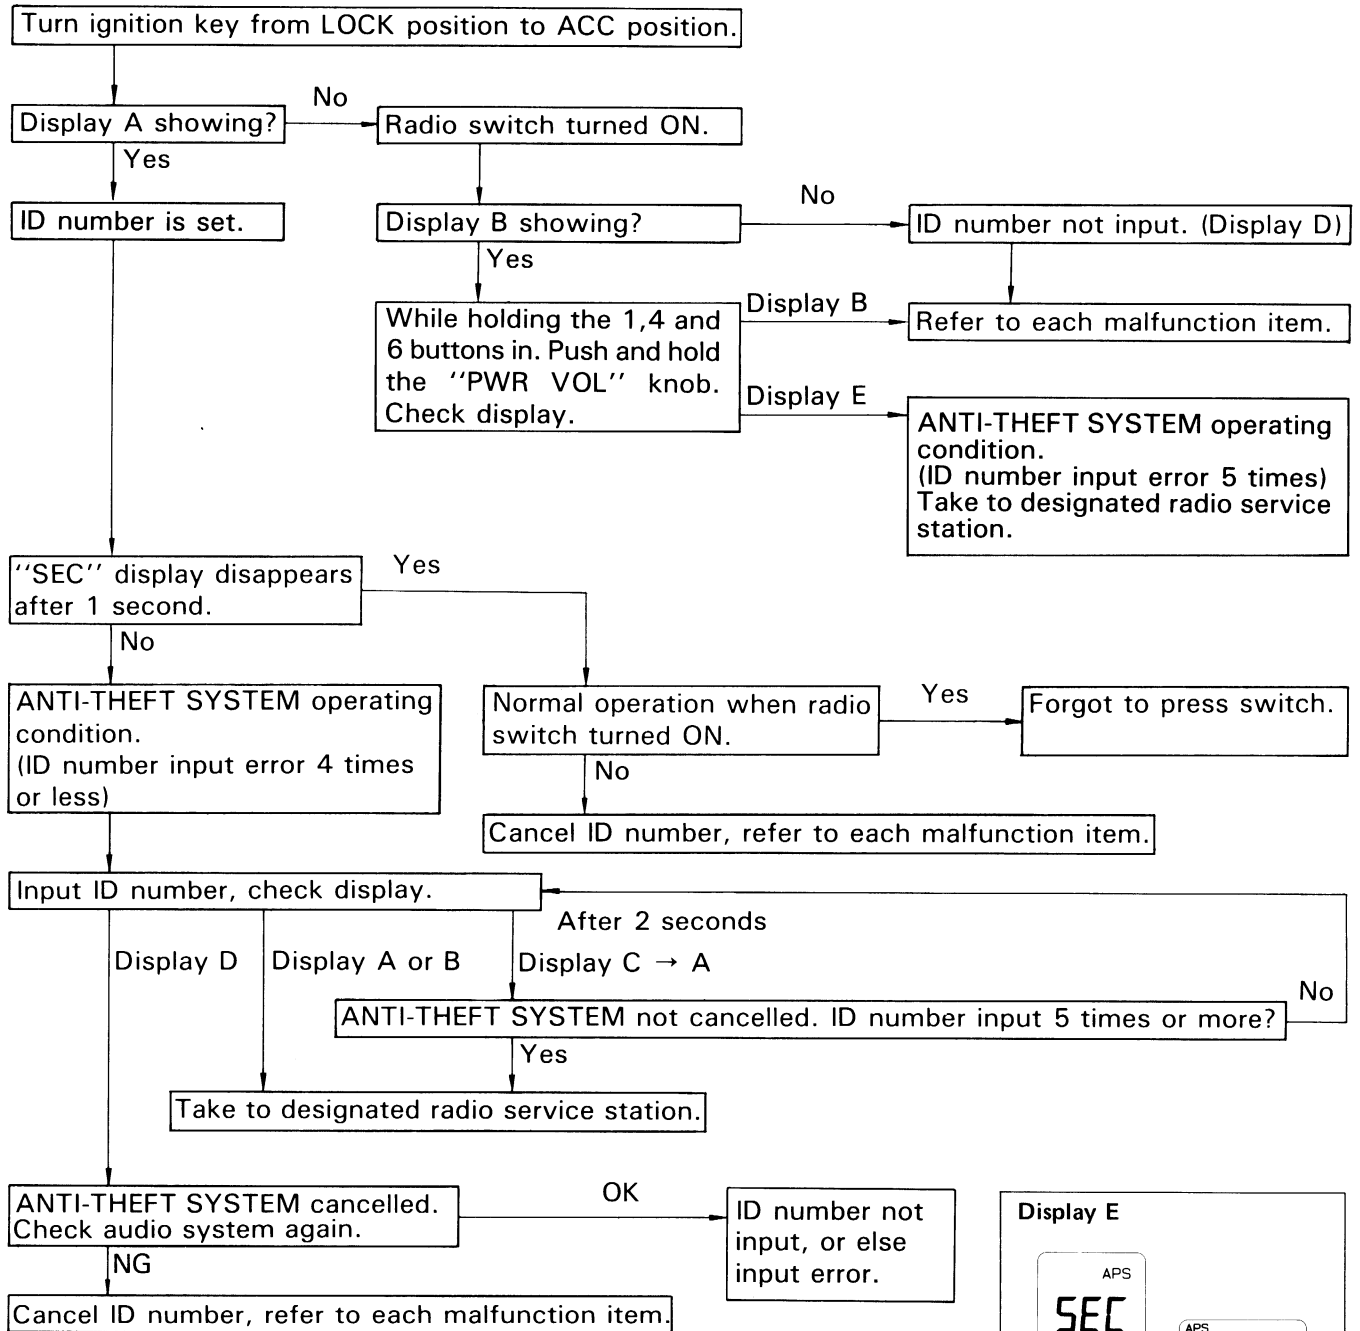 Turn ignition key from LOCK position to ACC position.
No
Display A showing?
Radio switch turned ON.
Yes
ID number is set.
Display B showing?
No
ID number not input. (Display D)
Yes
While holding the 1,4 and
6 buttons in. Push and hold
the ''PWR VOL'' knob.
Check display.
Display B
Refer to each malfunction item.
Display E
ANTI-THEFT SYSTEM operating
condition.
(ID number input error 5 times)
Take to designated radio service
station.
''SEC'' display disappears
after 1 second.
Yes
No
ANTI-THEFT SYSTEM operating
condition.
(ID number input error 4 times
or less)
Normal operation when radio
switch turned ON.
Yes
Forgot to press switch.
No
Cancel ID number, refer to each malfunction item.
Input ID number, check display.
After 2 seconds
Display D
Display A or B
Display C → A
No
ANTI-THEFT SYSTEM not cancelled. ID number input 5 times or more?
Yes
Take to designated radio service station.
ANTI-THEFT SYSTEM cancelled.
Check audio system again.
OK
ID number not
input, or else
input error.
NG
Cancel ID number, refer to each malfunction item.
Display E
APS
SEC
APS